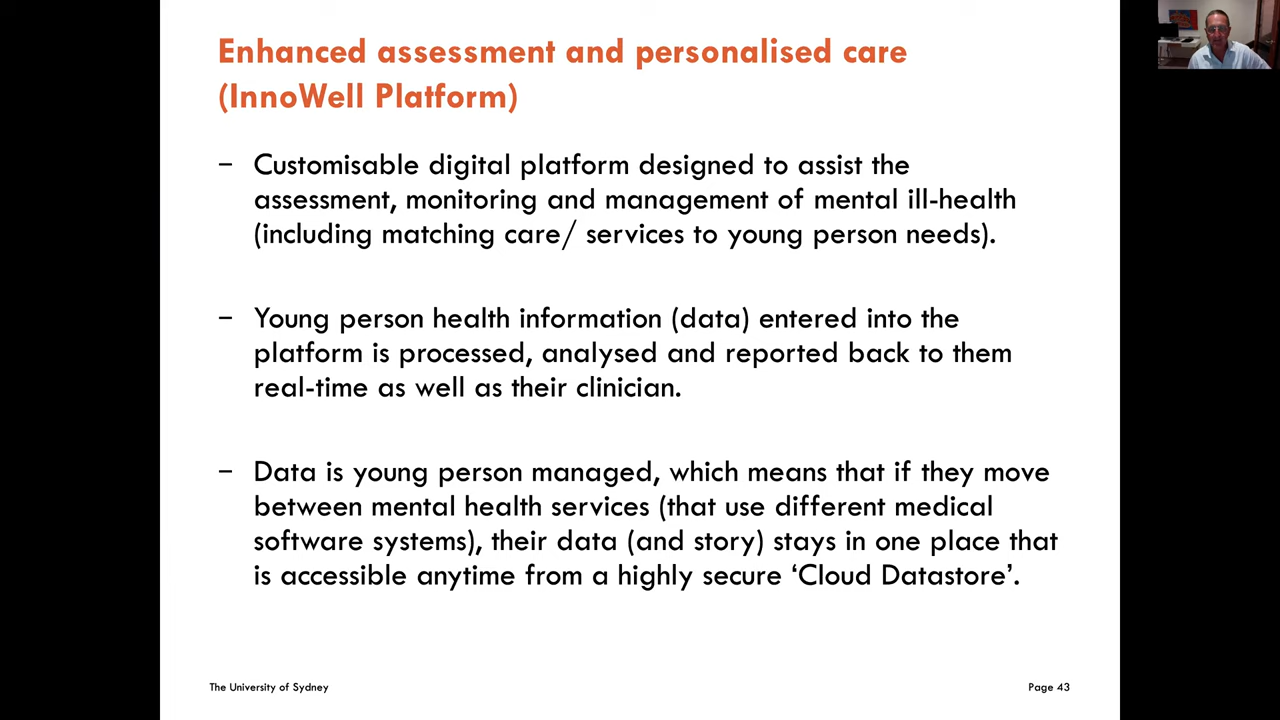 Enhanced assessment and personalised care
(InnoWell Platform)
– Customisable digital platform designed to assist the
assessment, monitoring and management of mental ill-health
(including matching care/ services to young person needs).
– Young person health information (data) entered into the
platform is processed, analysed and reported back to them
real-time as well as their clinician.
– Data is young person managed, which means that if they move
between mental health services (that use different medical
software systems), their data (and story) stays in one place that
is accessible anytime from a highly secure ‘Cloud Datastore’.
The University of Sydney
Page 43